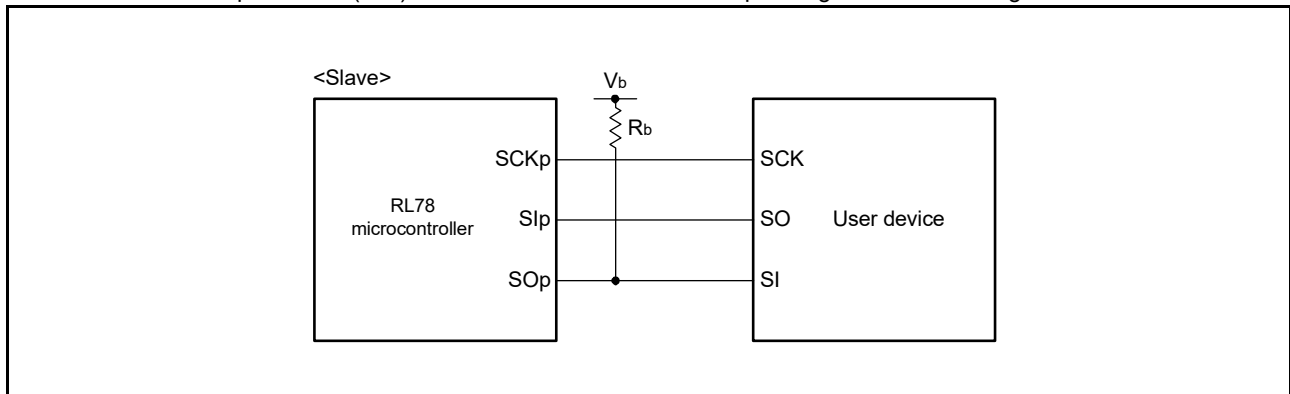 <Slave>
Vb
Rb
SCKp
SCK
RL78
microcontroller
SIp
SO
User device
SOp
SI